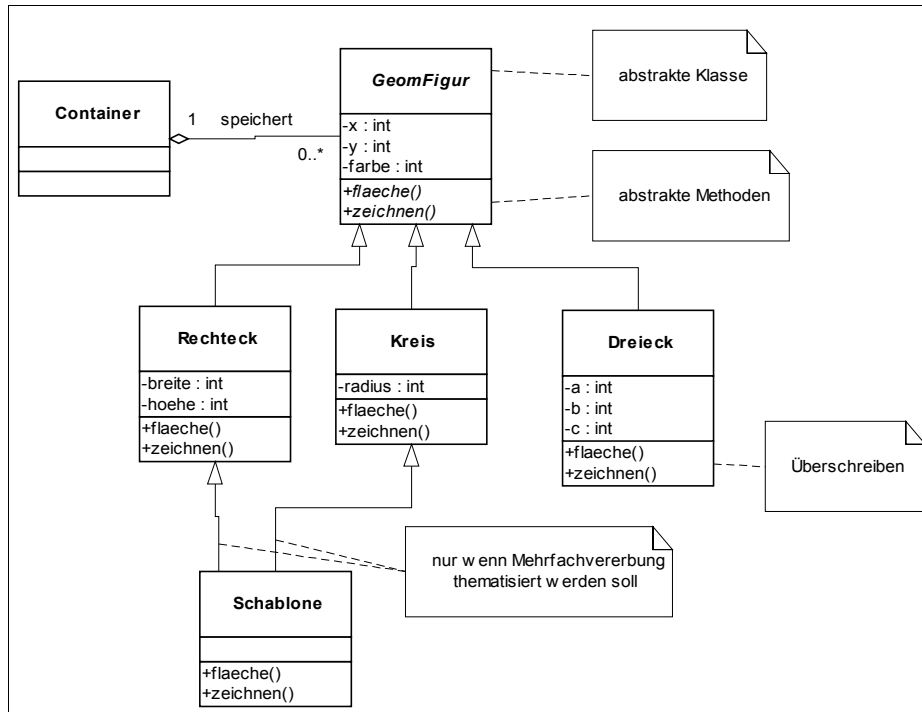 Container
1
speichert
0..*
GeomFigur
-x : int
-y : int
-farbe : int
+flaeche()
+zeichnen()
abstrakte Klasse
abstrakte Methoden
Rechteck
-breite : int
-hoehe : int
+flaeche()
+zeichnen()
Kreis
-radius : int
+flaeche()
+zeichnen()
Dreieck
-a : int
-b : int
-c : int
+flaeche()
+zeichnen()
Überschreiben
nur wenn Mehrfachvererbung
thematisiert werden soll
Schablone
+flaeche()
+zeichnen()